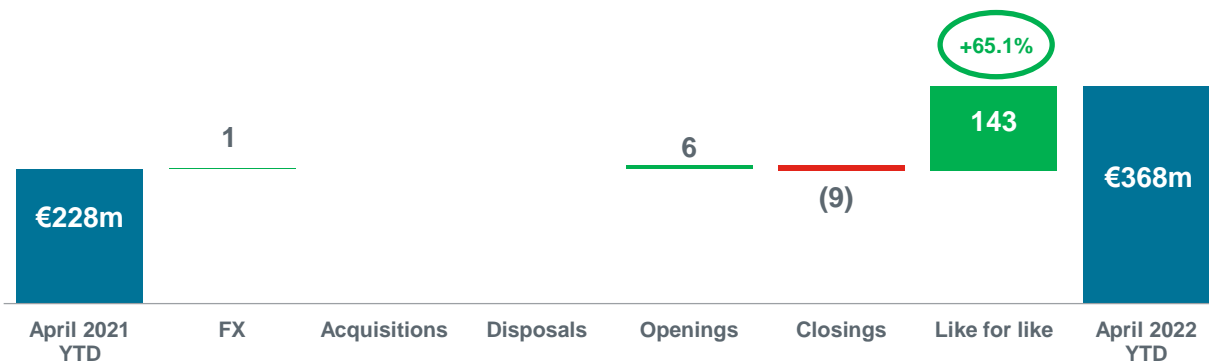 +65.1%
1
6
(9)
143
€228m
€368m
April 2021
YTD
FX
Acquisitions
Disposals
Openings
Closings
Like for like
April 2022
YTD